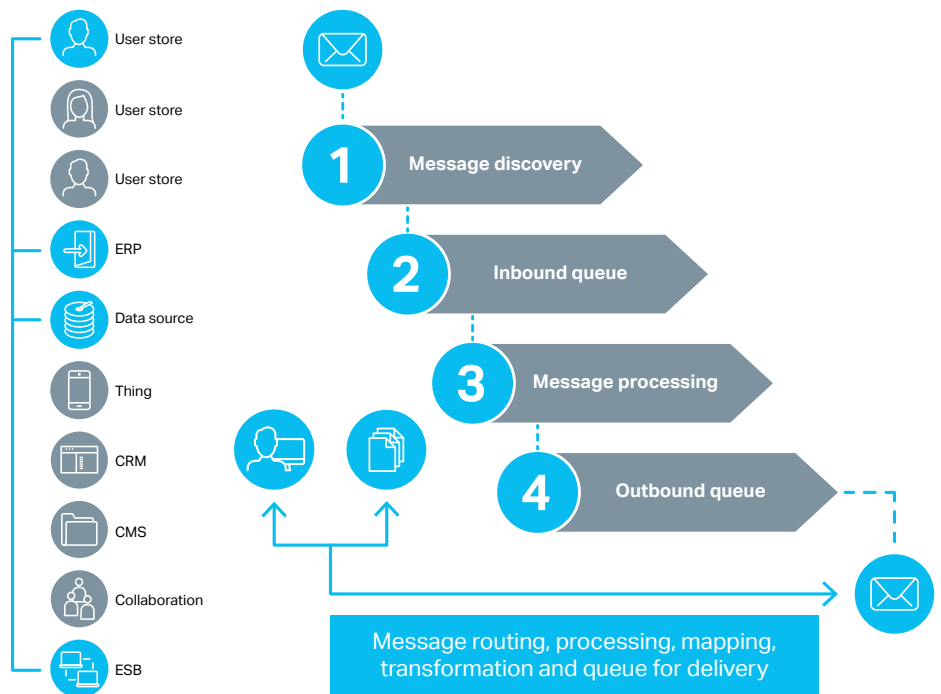 User store
User store
User store
ERP
Data source
Thing
CRM
CMS
Collaboration
ESB
1
Message discovery
2
Inbound queue
3
Message processing
4
Outbound queue
Message routing, processing, mapping,
transformation and queue for delivery